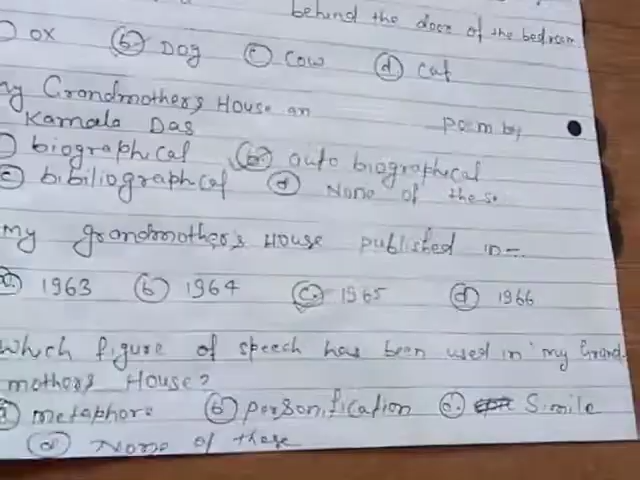 behind the door of the bedroom
ox (b) Dog (c) cow (d) cat
my Grandmother's House an poem by
Kamala Das
biographical (b) auto biographical
(c) bibiliographical (d) None of these
my grandmother's House published in-
(a) 1963 (b) 1964 (c) 1965 (d) 1966
which figure of speech has been used in 'my Grand-
mother's House?
(a) metaphore (b) personification (c) Simile
(d) None of these